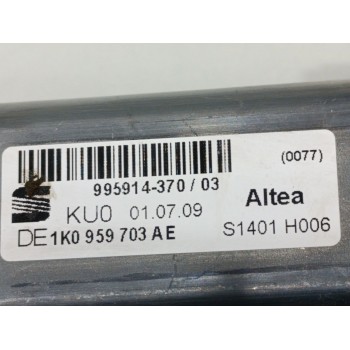 (0077)
995914-370 / 03
Altea
KU0 01.07.09
DE 1K0 959 703 AE
S1401 H006